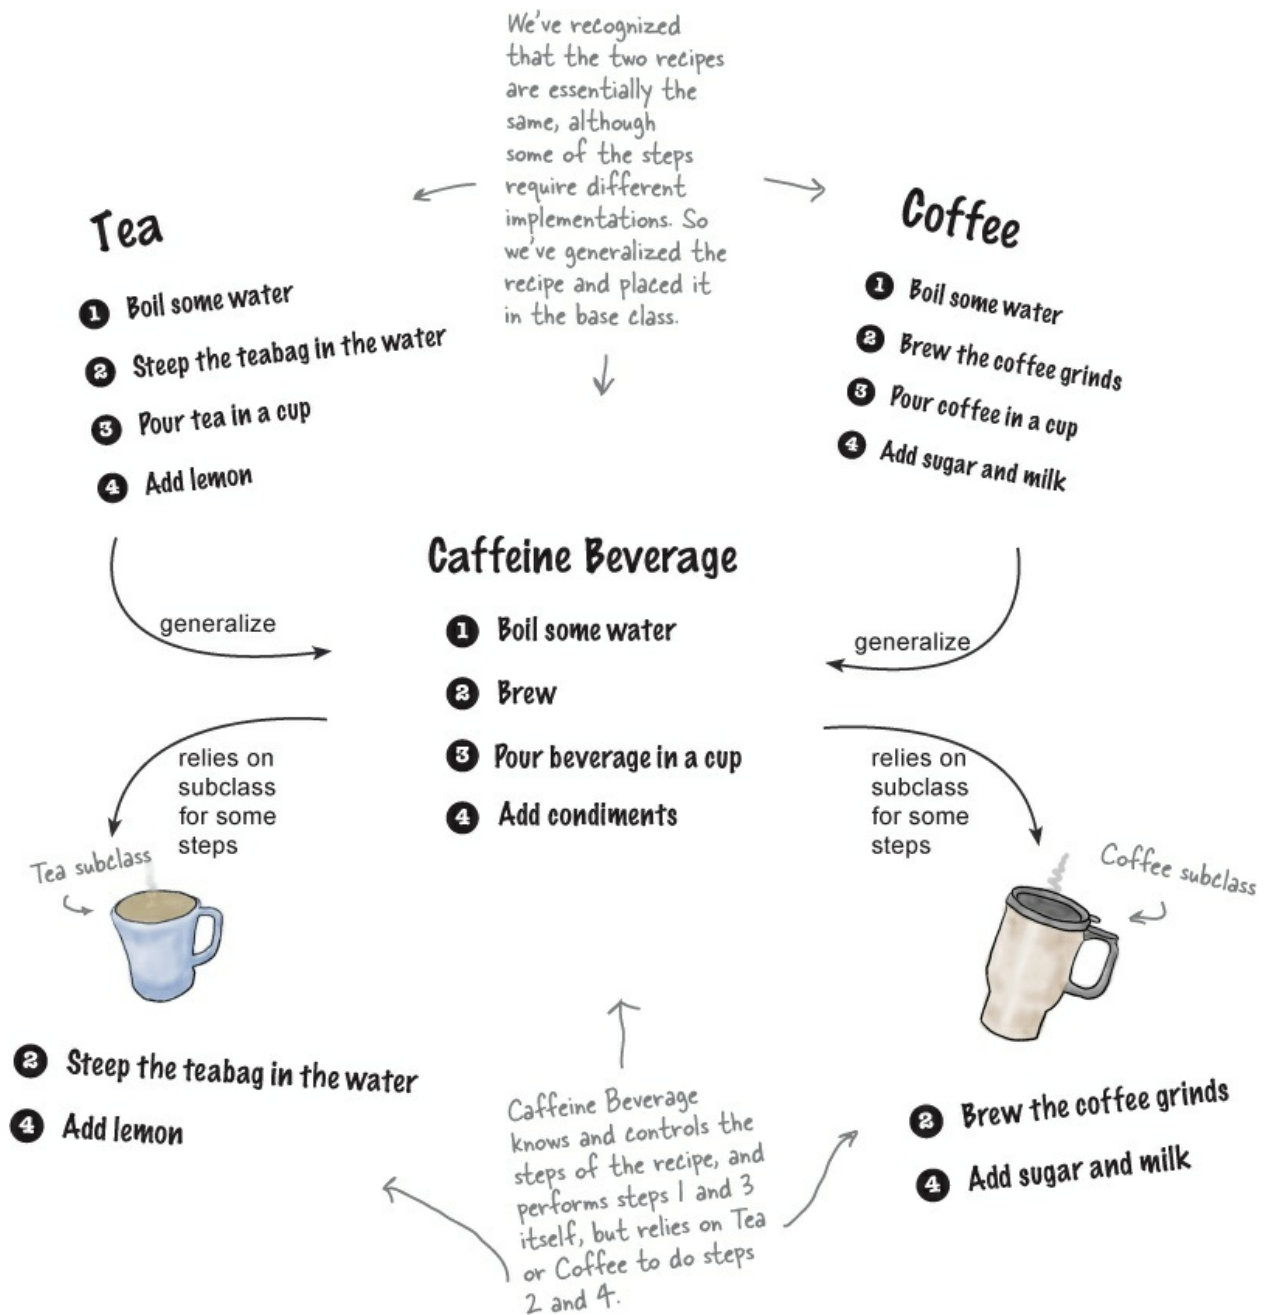 We've recognized
that the two recipes
are essentially the
same, although
some of the steps
require different
implementations. So
we've generalized the
recipe and placed it
in the base class.
Tea
1 Boil some water
2 Steep the teabag in the water
3 Pour tea in a cup
4 Add lemon
Coffee
1 Boil some water
2 Brew the coffee grinds
3 Pour coffee in a cup
4 Add sugar and milk
Caffeine Beverage
1 Boil some water
2 Brew
3 Pour beverage in a cup
4 Add condiments
generalize
generalize
relies on
subclass
for some
steps
relies on
subclass
for some
steps
Tea subclass
Coffee subclass
2 Steep the teabag in the water
4 Add lemon
Caffeine Beverage
knows and controls the
steps of the recipe, and
performs steps 1 and 3
itself, but relies on Tea
or Coffee to do steps
2 and 4.
2 Brew the coffee grinds
4 Add sugar and milk